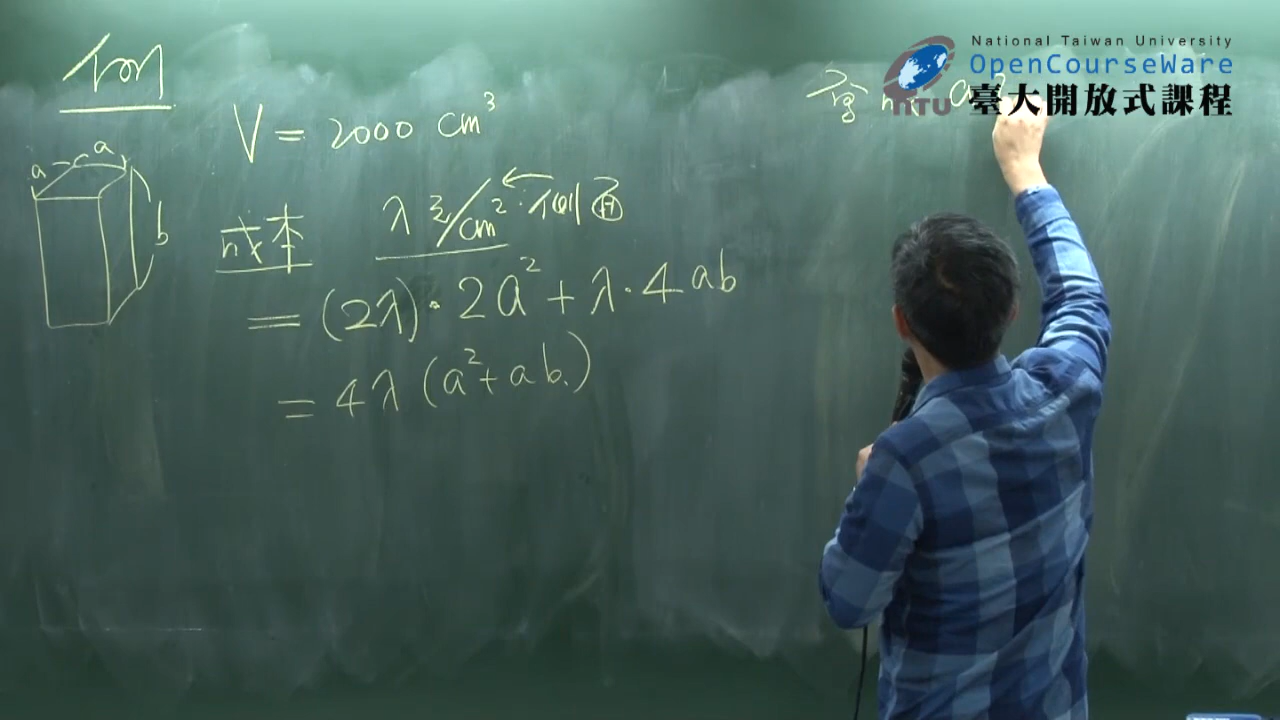 例
V = 2000 cm³
a a
b
成本 λ 元/cm² : 側面
= (2λ)·2a² + λ·4ab
= 4λ(a²+ab.)
National Taiwan University
OpenCourseWare
臺大開放式課程
NTU